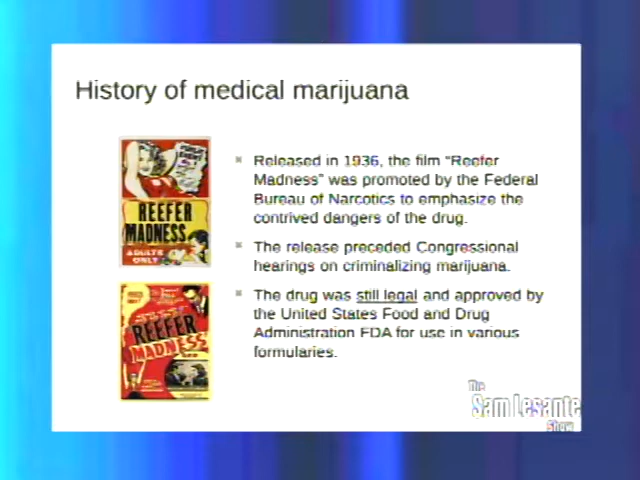 History of medical marijuana
Released in 1936, the film "Reefer
Madness" was promoted by the Federal
Bureau of Narcotics to emphasize the
contrived dangers of the drug.
The release preceded Congressional
hearings on criminalizing marijuana.
The drug was still legal and approved by
the United States Food and Drug
Administration FDA for use in various
formularies.
REEFER
MADNESS
ADULTS
ONLY
REEFER
MADNESS
The
Sam Lesante
Show